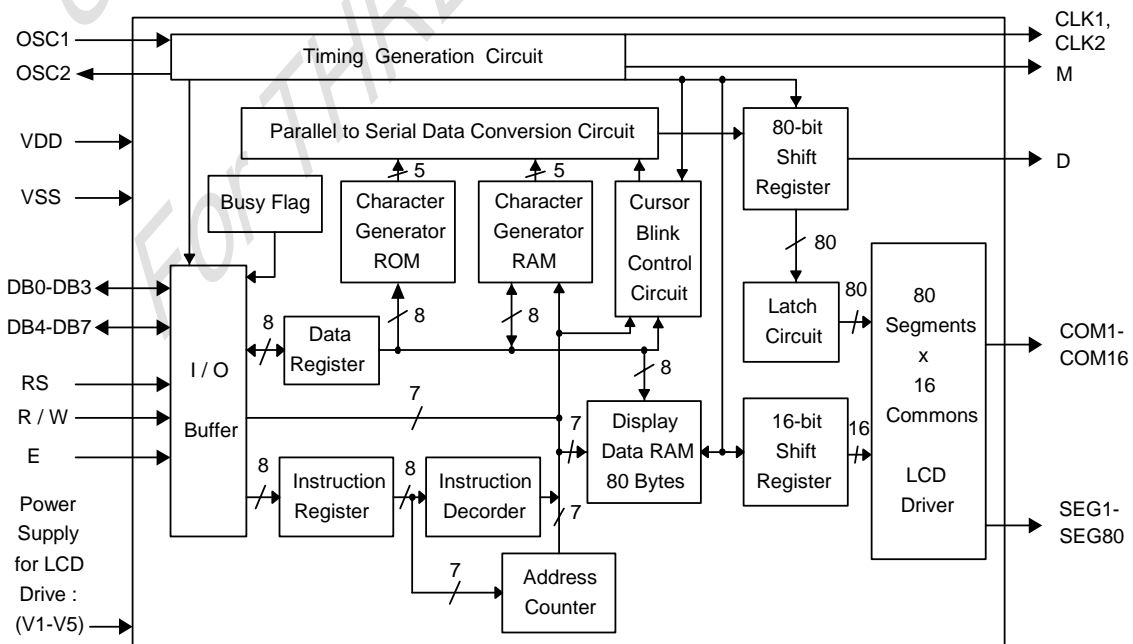 For THRE
OSC1
OSC2
Timing Generation Circuit
CLK1,
CLK2
M
VDD
VSS
Parallel to Serial Data Conversion Circuit
80-bit
Shift
Register
D
5
5
Busy Flag
Character
Generator
ROM
Character
Generator
RAM
Cursor
Blink
Control
Circuit
80
DB0-DB3
DB4-DB7
8
8
8
Data
Register
I / O
Buffer
8
Latch
Circuit
80
80
Segments
x
16
Commons
LCD
Driver
COM1-
COM16
RS
R / W
E
7
7
Display
Data RAM
80 Bytes
16-bit
Shift
Register
16
8
Instruction
Register
8
Instruction
Decorder
7
SEG1-
SEG80
Power
Supply
for LCD
Drive :
(V1-V5)
7
Address
Counter